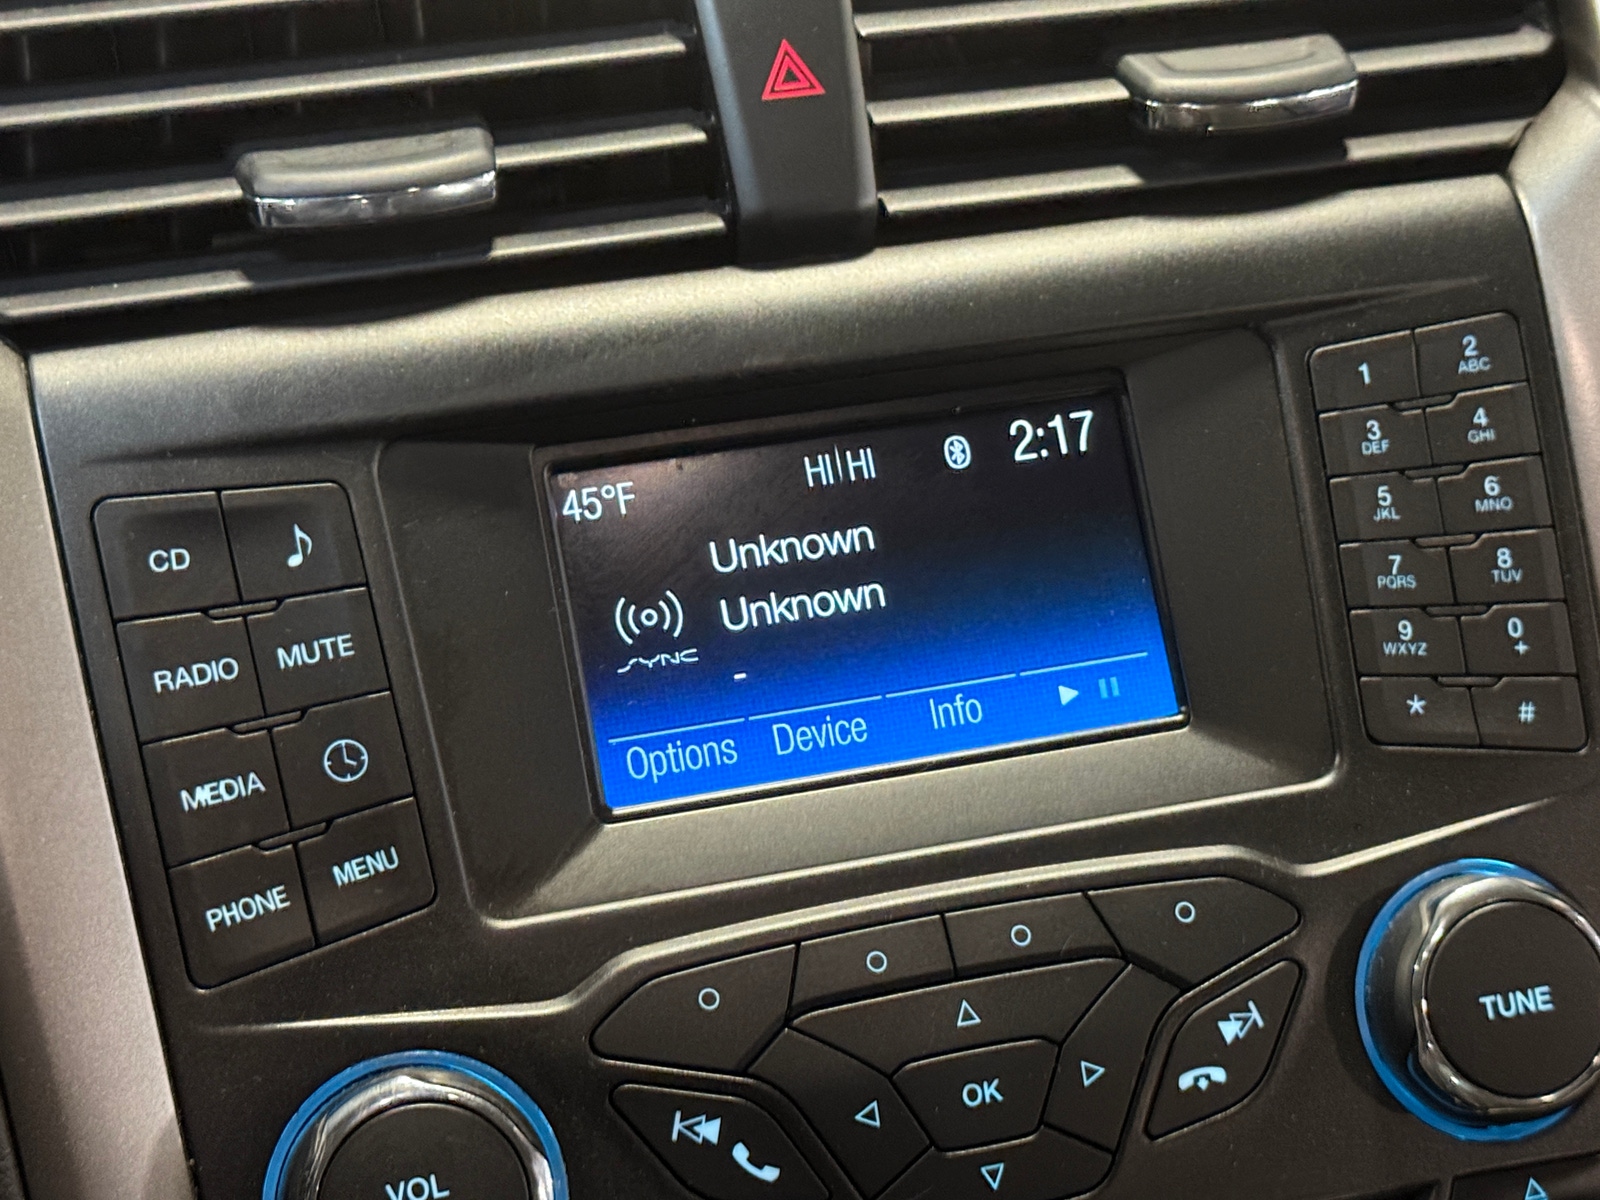 HI|HI
2:17
45°F
Unknown
Unknown
SYNC
-
Options Device Info
CD
RADIO MUTE
MEDIA
PHONE MENU
1 2 ABC
3 DEF 4 GHI
5 JKL 6 MNO
7 PQRS 8 TUV
9 WXYZ 0 +
* #
OK
TUNE
VOL